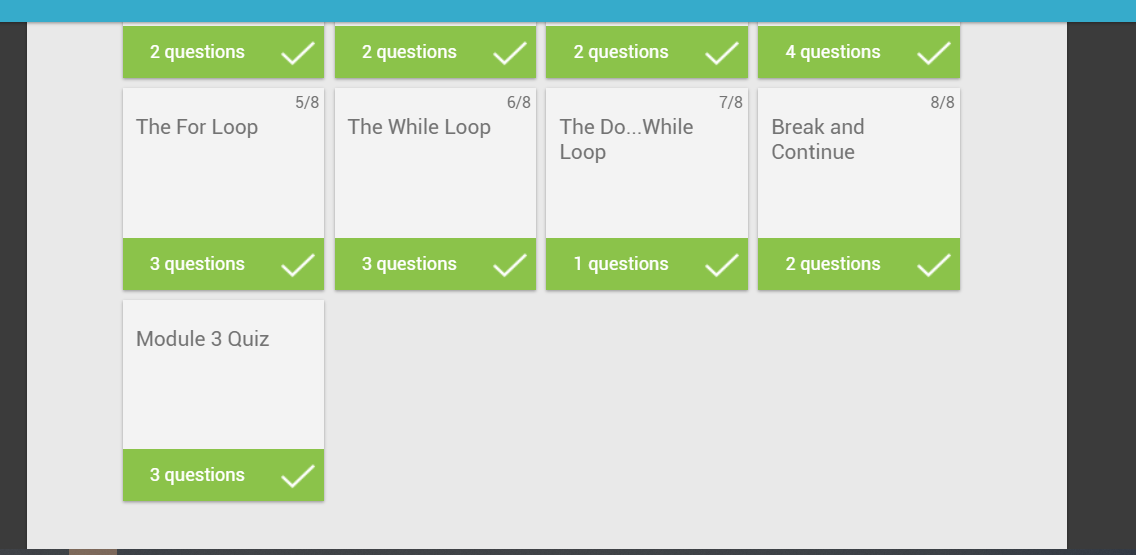 2 questions
2 questions
2 questions
4 questions
5/8
The For Loop
3 questions
6/8
The While Loop
3 questions
7/8
The Do...While
Loop
1 questions
8/8
Break and
Continue
2 questions
Module 3 Quiz
3 questions